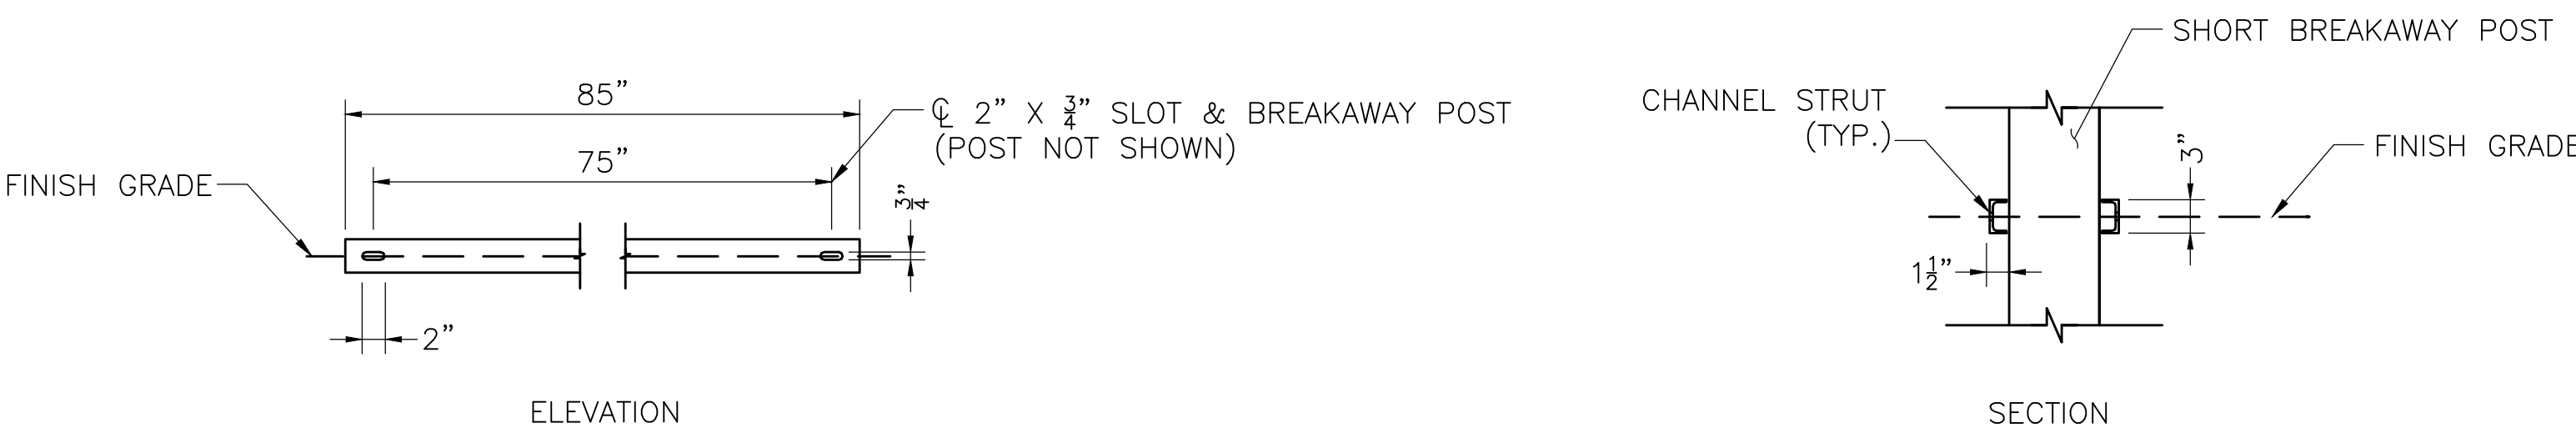 85”
75”
℄ 2” X 3/4” SLOT & BREAKAWAY POST
(POST NOT SHOWN)
FINISH GRADE
3/4”
2”
ELEVATION
SHORT BREAKAWAY POST
CHANNEL STRUT
(TYP.)
3”
FINISH GRADE
1 1/2”
SECTION